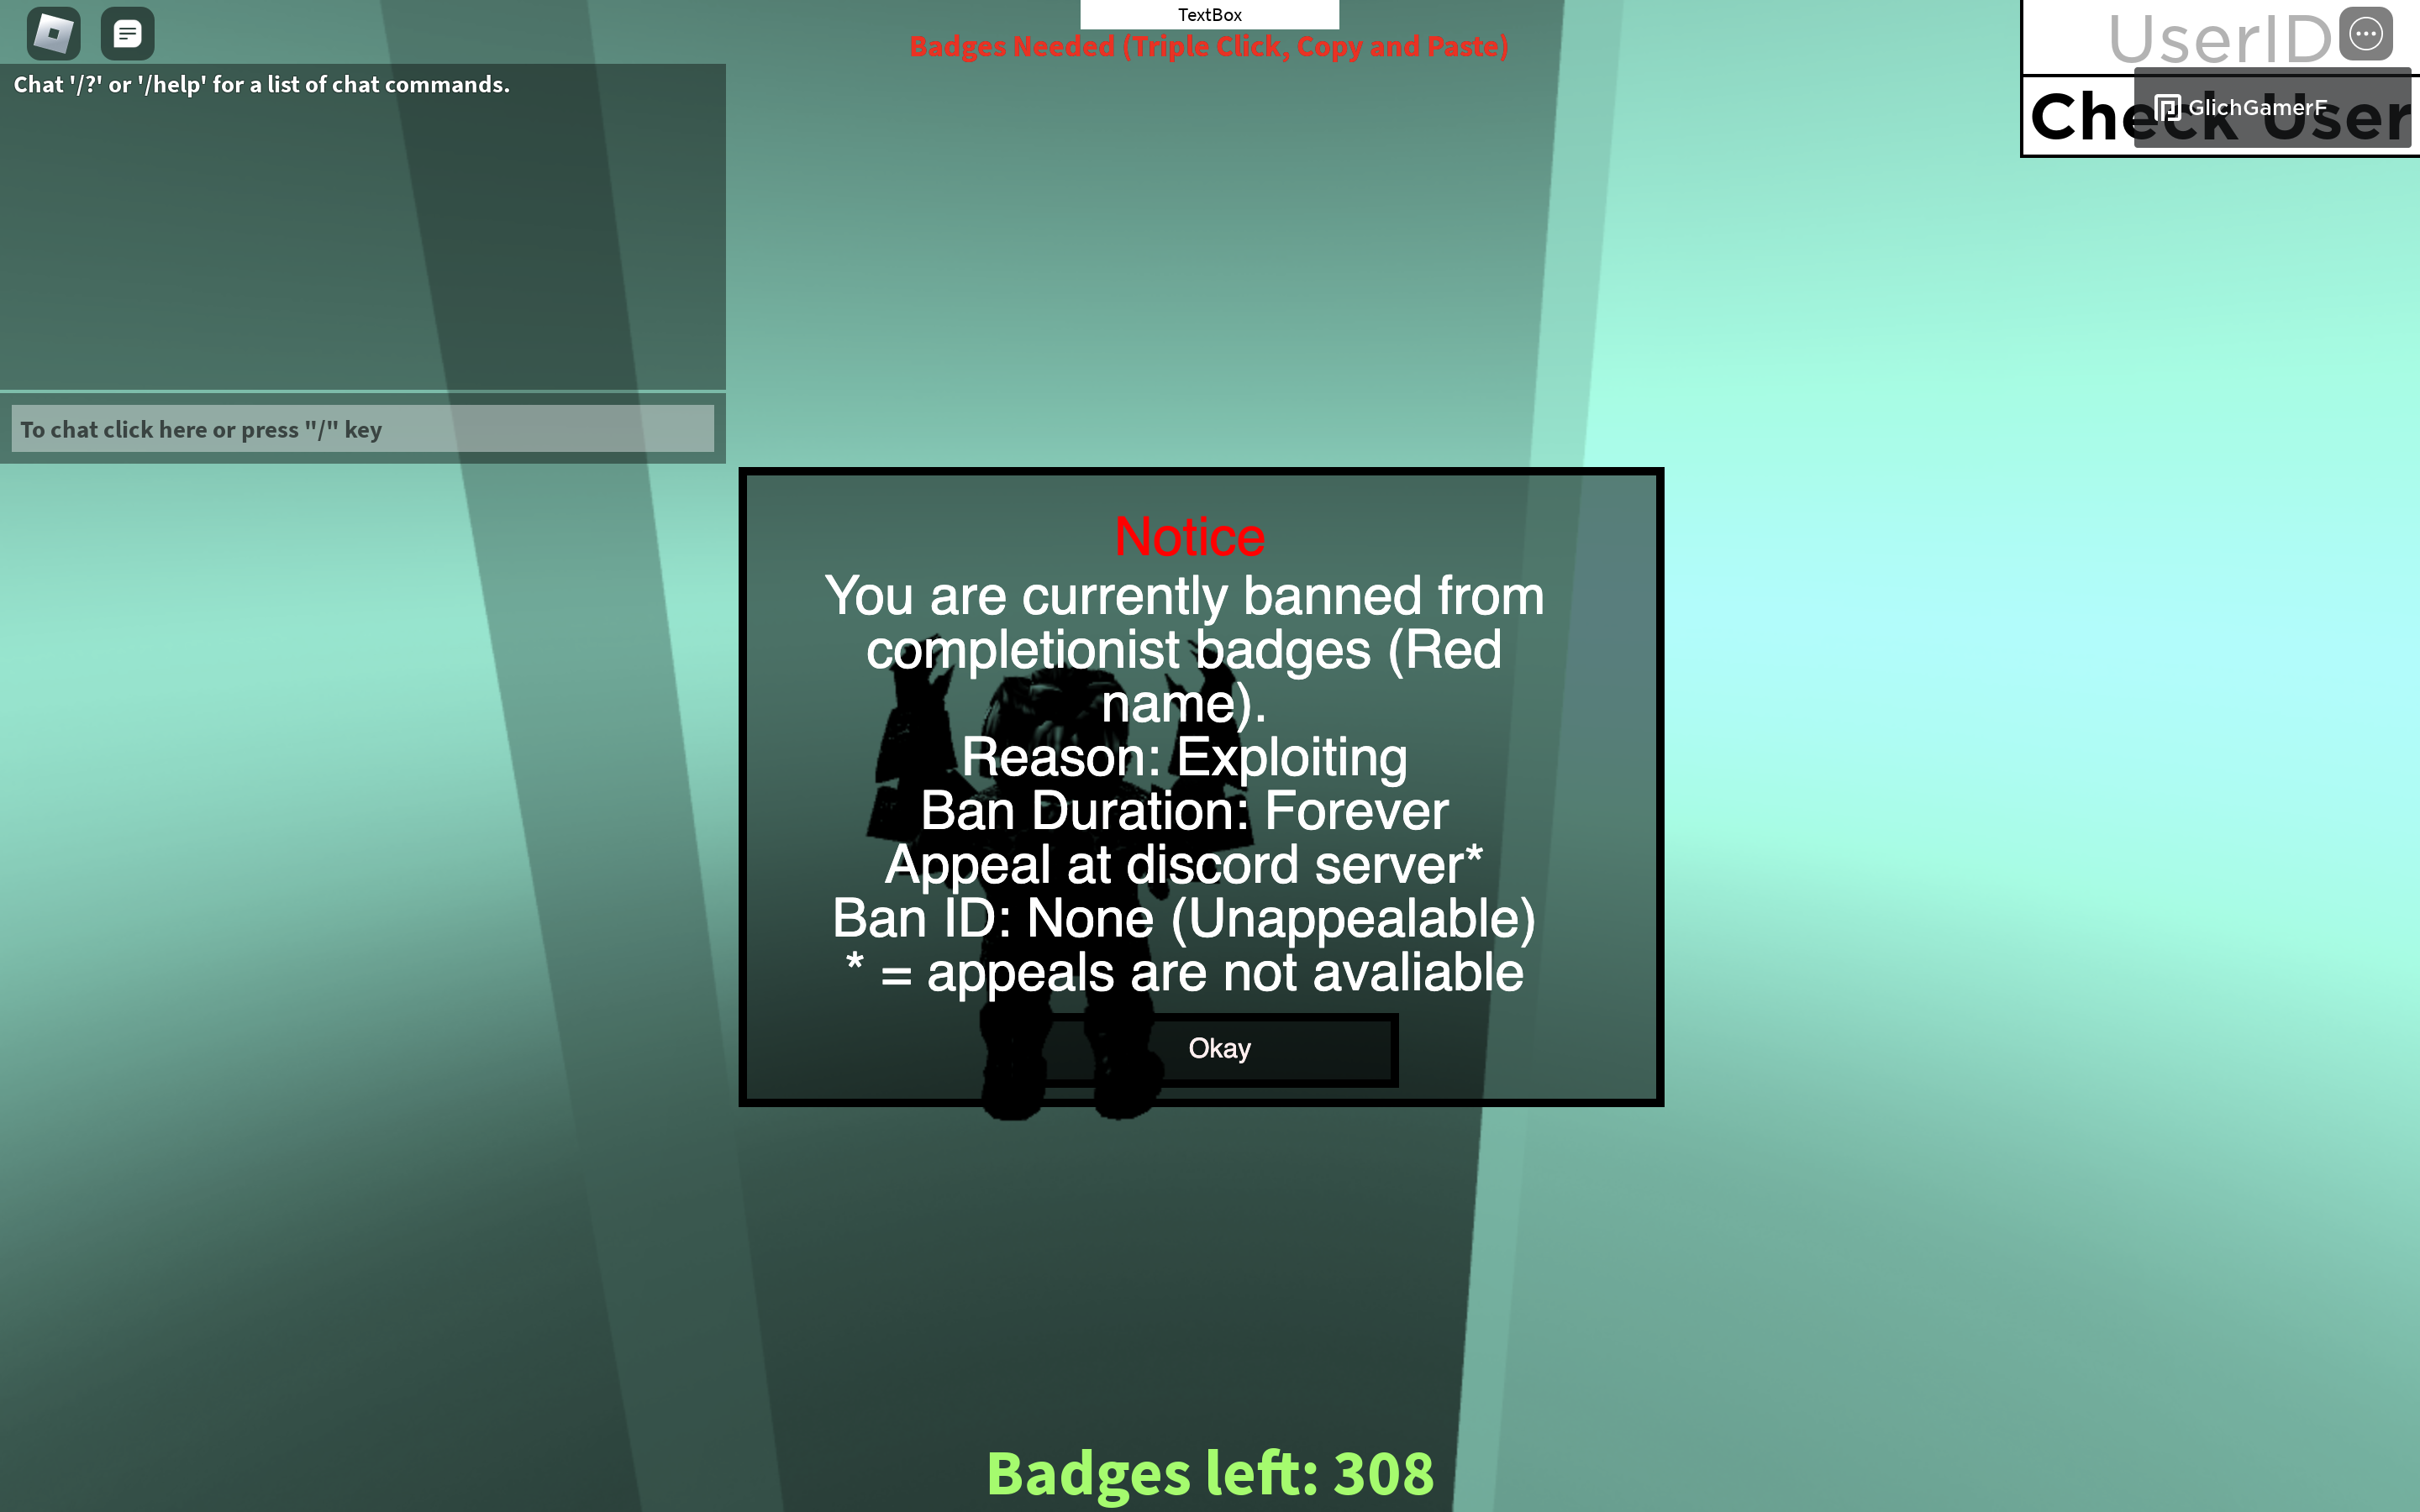 TextBox
Badges Needed (Triple Click, Copy and Paste)
UserID
Check User
GlichGamerF
Chat '/?' or '/help' for a list of chat commands.
To chat click here or press "/" key
Notice
You are currently banned from
completionist badges (Red
name).
Reason: Exploiting
Ban Duration: Forever
Appeal at discord server*
Ban ID: None (Unappealable)
* = appeals are not avaliable
Okay
Badges left: 308